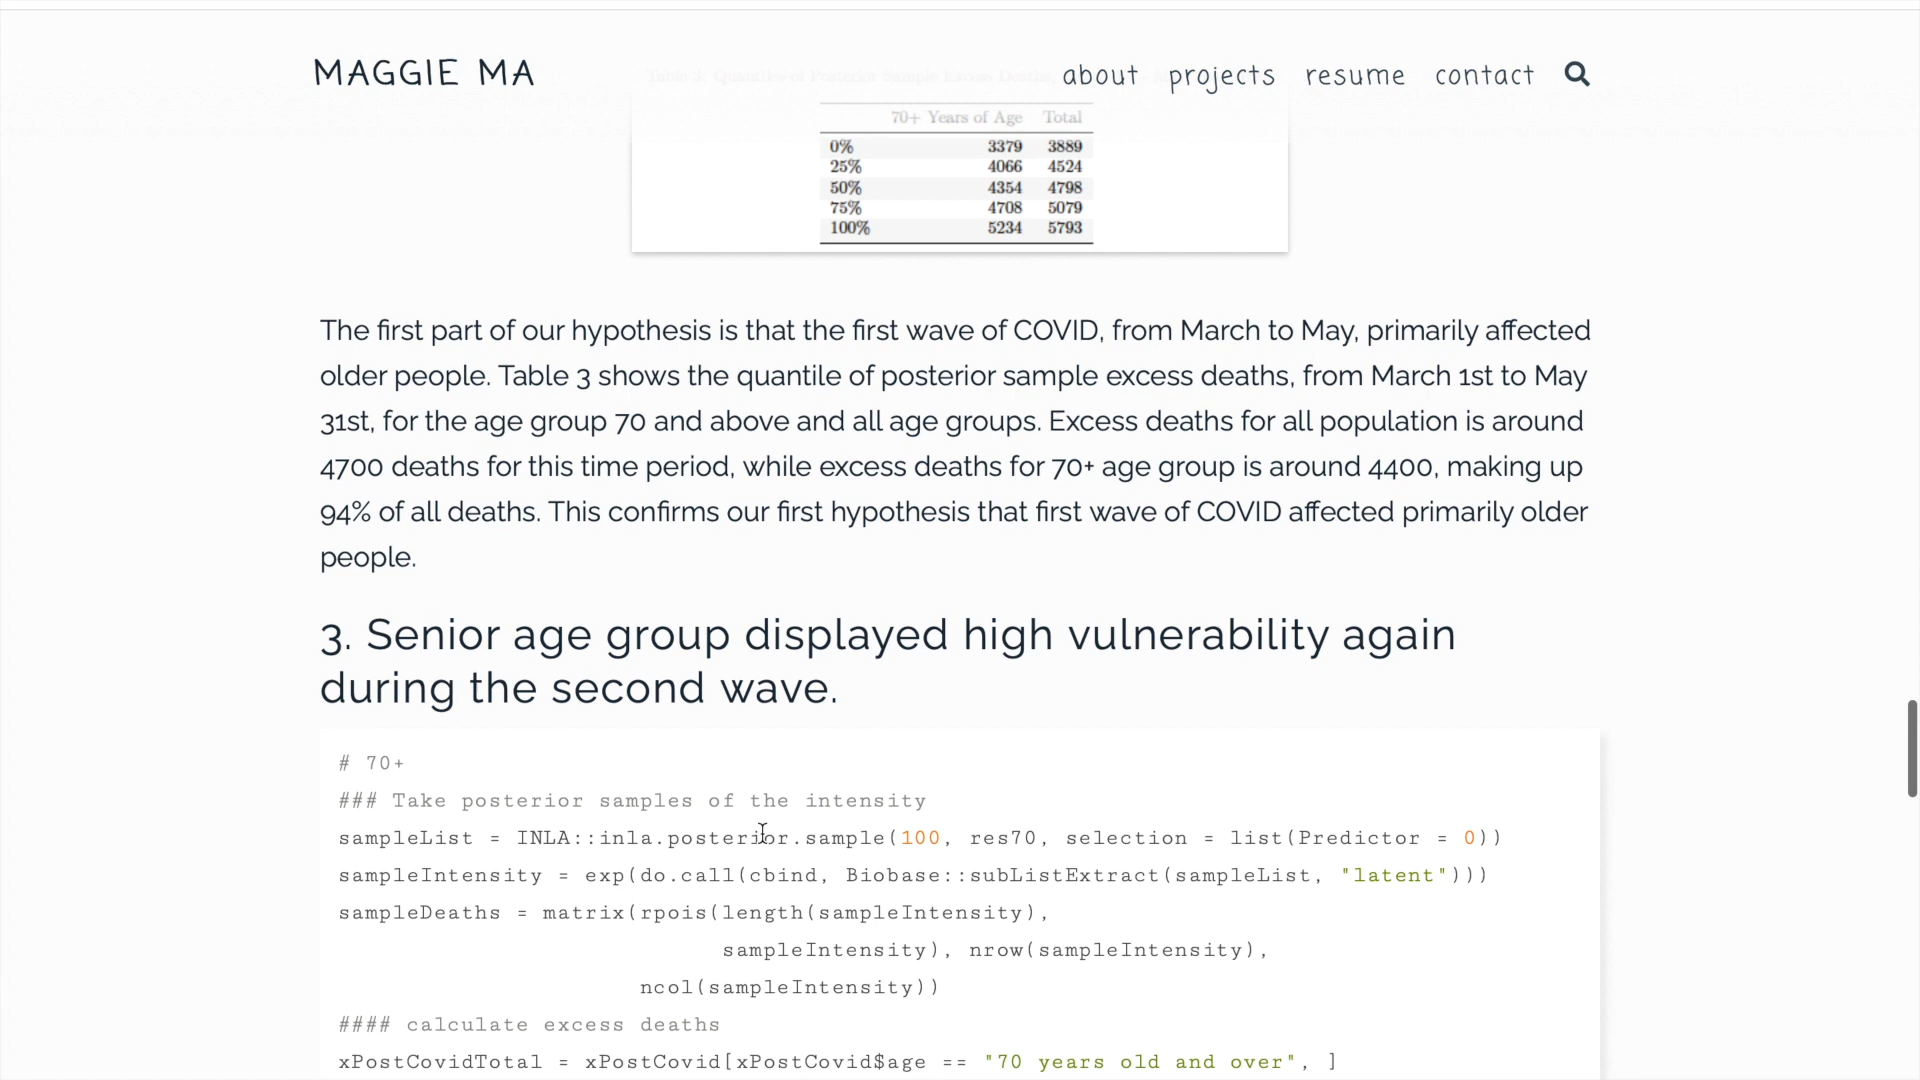 MAGGIE MA
about projects resume contact
Table 3: Quantiles of Posterior Sample Excess Deaths,
70+ Years of Age Total
0% 3379 3889
25% 4066 4524
50% 4354 4798
75% 4708 5079
100% 5234 5793
The first part of our hypothesis is that the first wave of COVID, from March to May, primarily affected
older people. Table 3 shows the quantile of posterior sample excess deaths, from March 1st to May
31st, for the age group 70 and above and all age groups. Excess deaths for all population is around
4700 deaths for this time period, while excess deaths for 70+ age group is around 4400, making up
94% of all deaths. This confirms our first hypothesis that first wave of COVID affected primarily older
people.
3. Senior age group displayed high vulnerability again
during the second wave.
# 70+
### Take posterior samples of the intensity
sampleList = INLA::inla.posterior.sample(100, res70, selection = list(Predictor = 0))
sampleIntensity = exp(do.call(cbind, Biobase::subListExtract(sampleList, "latent")))
sampleDeaths = matrix(rpois(length(sampleIntensity),
sampleIntensity), nrow(sampleIntensity),
ncol(sampleIntensity))
#### calculate excess deaths
xPostCovidTotal = xPostCovid[xPostCovid$age == "70 years old and over", ]